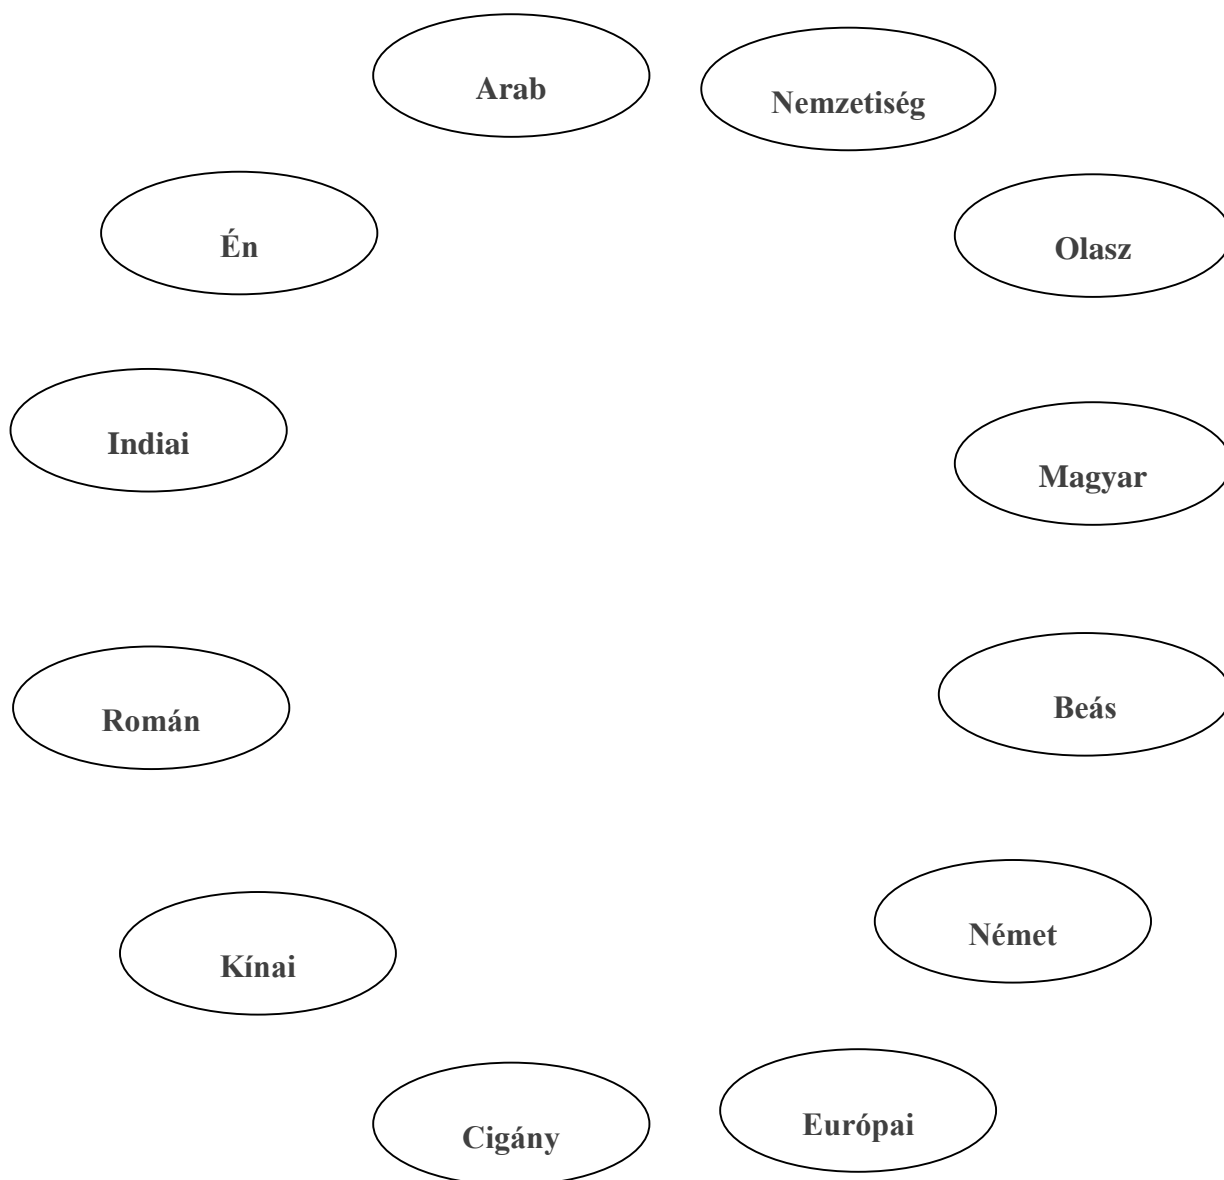 Arab
Nemzetiség
Én
Olasz
Indiai
Magyar
Román
Beás
Kínai
Német
Cigány
Európai